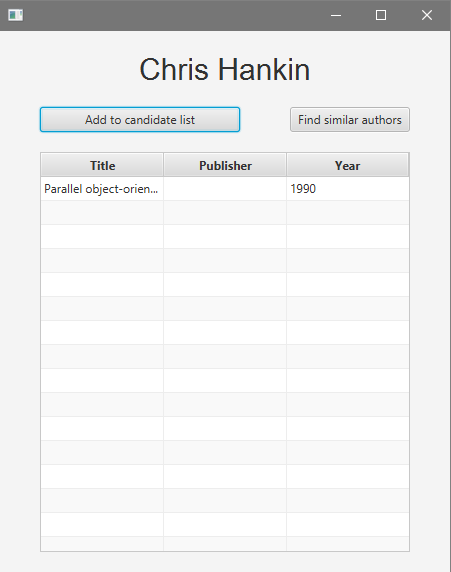 Chris Hankin
Add to candidate list Find similar authors
Title Publisher Year
Parallel object-orien... 1990